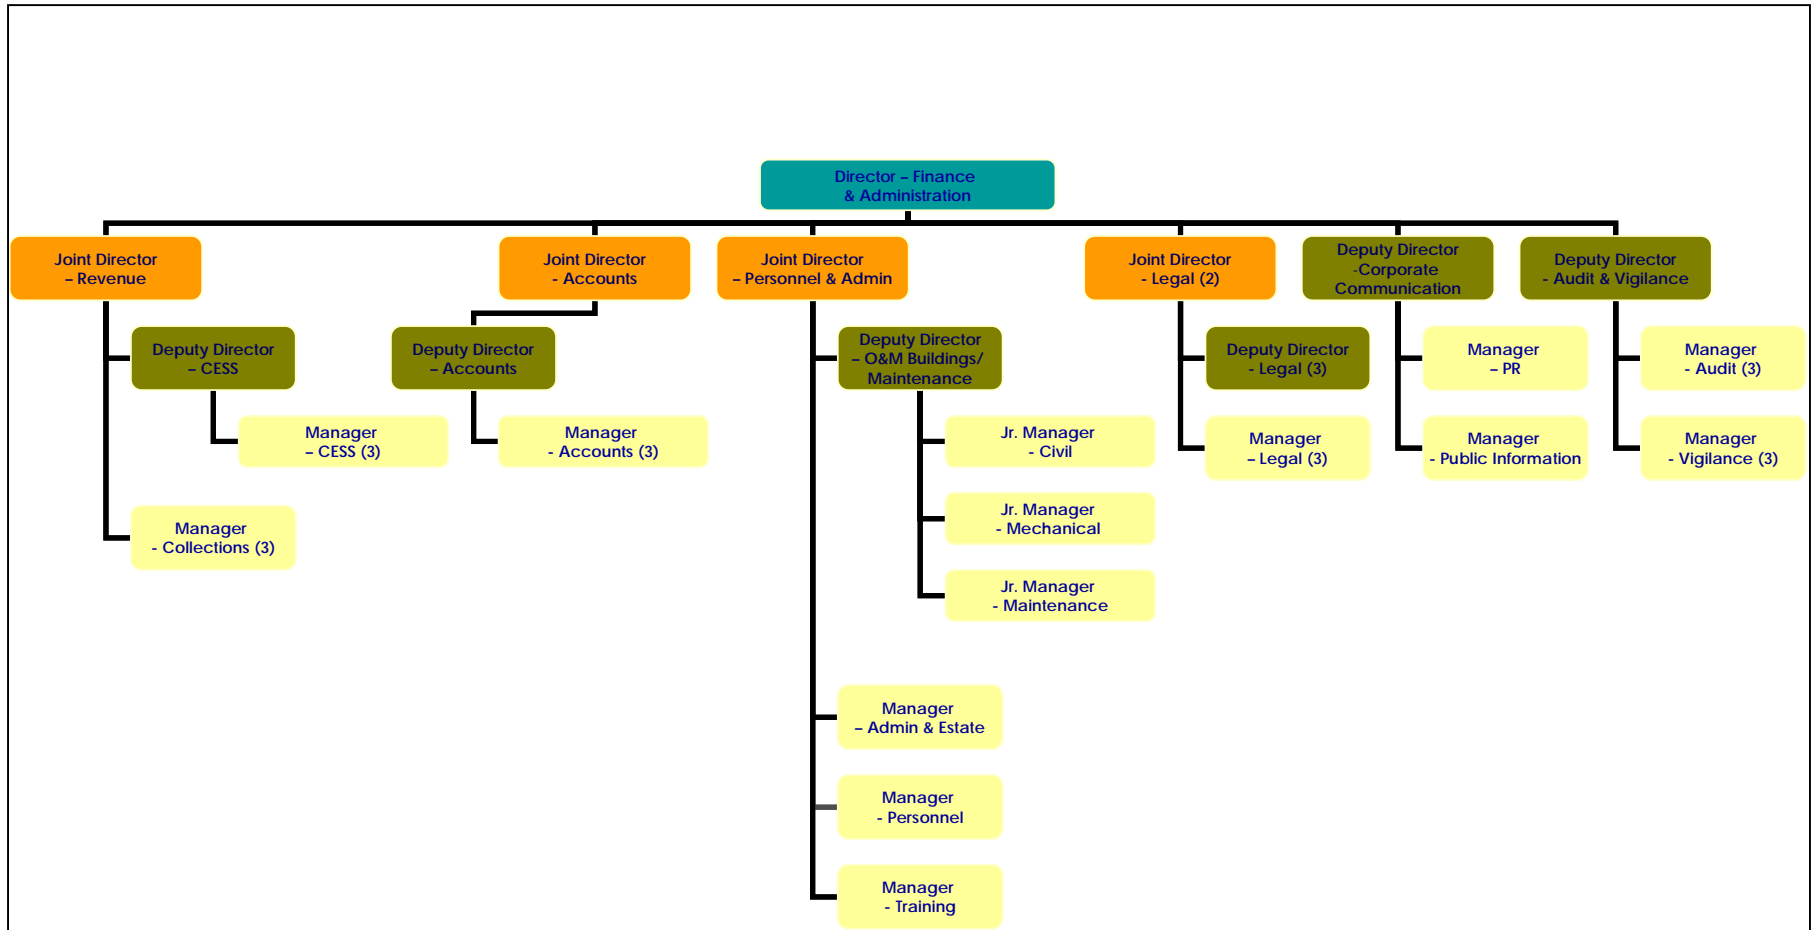 Director – Finance
& Administration
Joint Director
– Revenue
Joint Director
- Accounts
Joint Director
– Personnel & Admin
Joint Director
- Legal (2)
Deputy Director
-Corporate
Communication
Deputy Director
- Audit & Vigilance
Deputy Director
– CESS
Deputy Director
– Accounts
Deputy Director
– O&M Buildings/
Maintenance
Deputy Director
- Legal (3)
Manager
– PR
Manager
- Audit (3)
Manager
– CESS (3)
Manager
- Accounts (3)
Jr. Manager
- Civil
Manager
– Legal (3)
Manager
- Public Information
Manager
- Vigilance (3)
Manager
- Collections (3)
Jr. Manager
- Mechanical
Jr. Manager
- Maintenance
Manager
– Admin & Estate
Manager
- Personnel
Manager
- Training